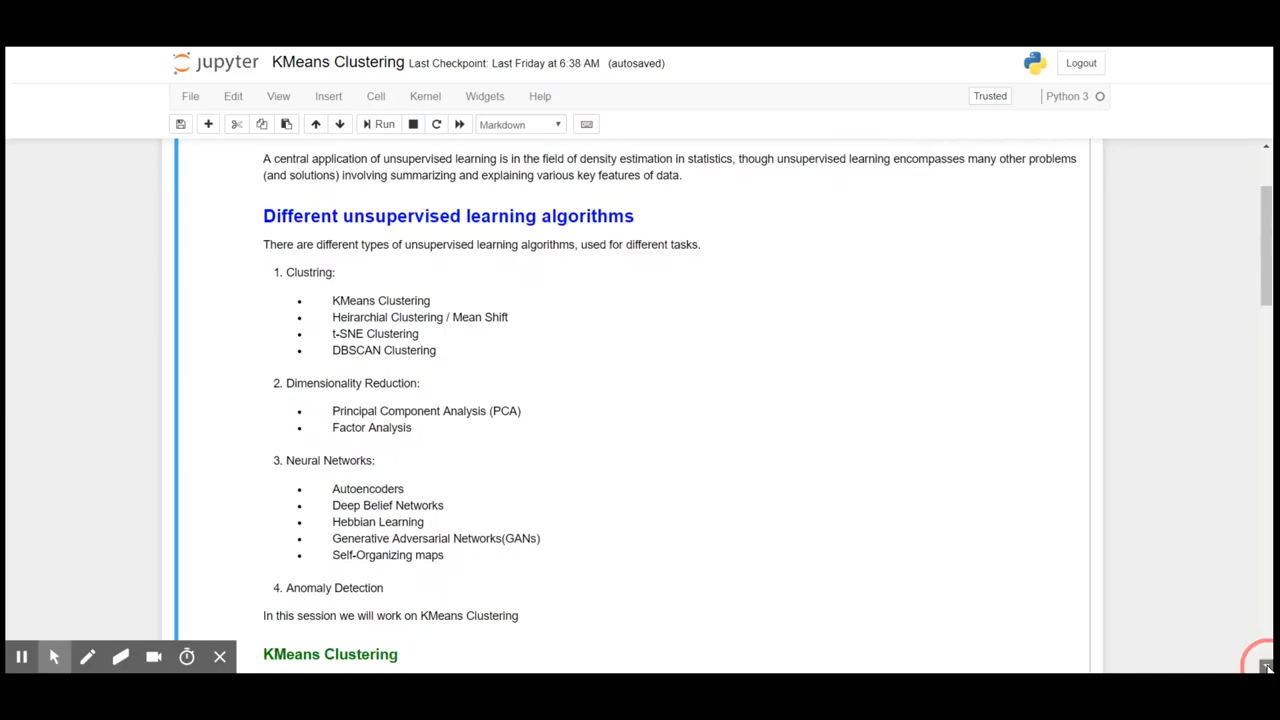 jupyter KMeans Clustering Last Checkpoint: Last Friday at 6:38 AM (autosaved) Logout
File Edit View Insert Cell Kernel Widgets Help Trusted Python 3
Run Markdown
A central application of unsupervised learning is in the field of density estimation in statistics, though unsupervised learning encompasses many other problems
(and solutions) involving summarizing and explaining various key features of data.
Different unsupervised learning algorithms
There are different types of unsupervised learning algorithms, used for different tasks.
1. Clustring:
• KMeans Clustering
• Heirarchial Clustering / Mean Shift
• t-SNE Clustering
• DBSCAN Clustering
2. Dimensionality Reduction:
• Principal Component Analysis (PCA)
• Factor Analysis
3. Neural Networks:
• Autoencoders
• Deep Belief Networks
• Hebbian Learning
• Generative Adversarial Networks(GANs)
• Self-Organizing maps
4. Anomaly Detection
In this session we will work on KMeans Clustering
KMeans Clustering